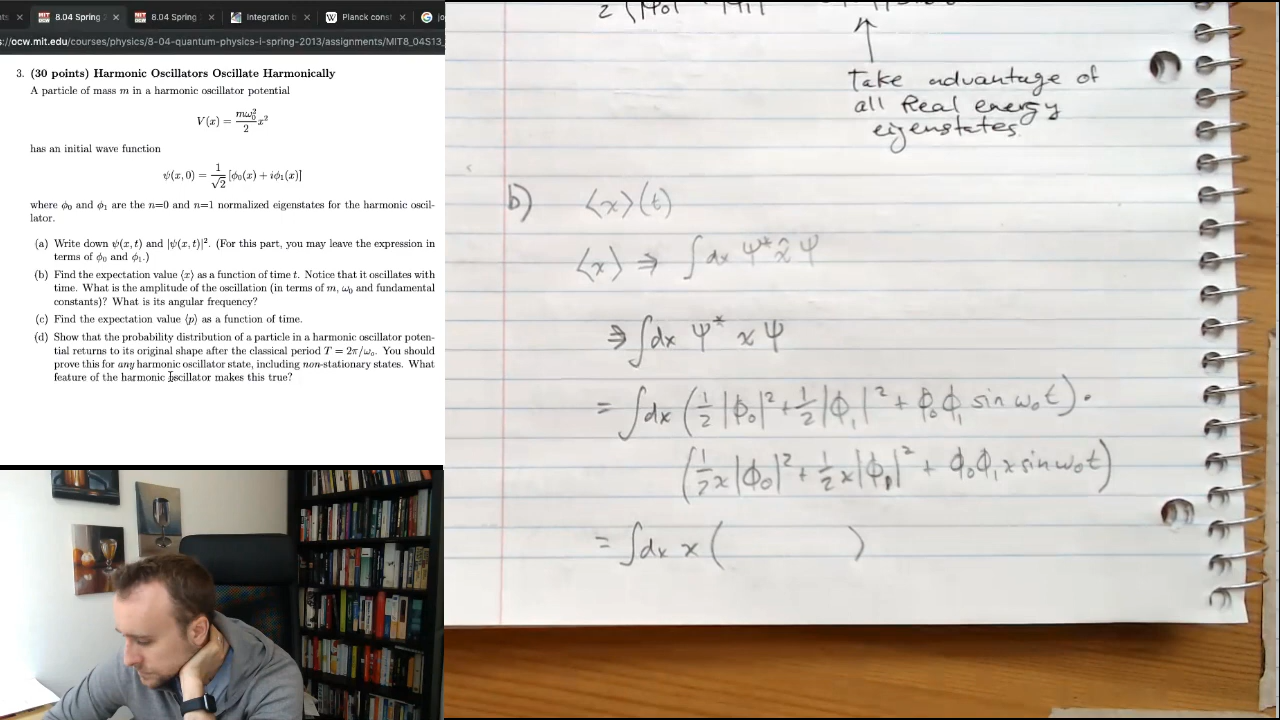 8.04 Spring 2
8.04 Spring
Integration b
Planck cons
jo
://ocw.mit.edu/courses/physics/8-04-quantum-physics-i-spring-2013/assignments/MIT8_04S13_
3. (30 points) Harmonic Oscillators Oscillate Harmonically
A particle of mass m in a harmonic oscillator potential
V(x) = mω₀²/2 x²
has an initial wave function
ψ(x, 0) = 1/√2 [ϕ₀(x) + iϕ₁(x)]
where ϕ₀ and ϕ₁ are the n=0 and n=1 normalized eigenstates for the harmonic oscil-
lator.
(a) Write down ψ(x, t) and |ψ(x, t)|². (For this part, you may leave the expression in
terms of ϕ₀ and ϕ₁.)
(b) Find the expectation value ⟨x⟩ as a function of time t. Notice that it oscillates with
time. What is the amplitude of the oscillation (in terms of m, ω₀ and fundamental
constants)? What is its angular frequency?
(c) Find the expectation value ⟨p⟩ as a function of time.
(d) Show that the probability distribution of a particle in a harmonic oscillator poten-
tial returns to its original shape after the classical period T = 2π/ωₒ. You should
prove this for any harmonic oscillator state, including non-stationary states. What
feature of the harmonic oscillator makes this true?
Take advantage of
all Real energy
eigenstates.
b) ⟨x⟩(t)
⟨x⟩ ⇒ ∫dx Ψ* x̂ Ψ
⇒ ∫dx Ψ* x Ψ
= ∫dx (½|ϕ₀|² + ½|ϕ₁|² + ϕ₀ϕ₁ sin ω₀t) ·
(½x|ϕ₀|² + ½x|ϕ₁|² + ϕ₀ϕ₁ x sin ω₀t)
= ∫dx x ( )